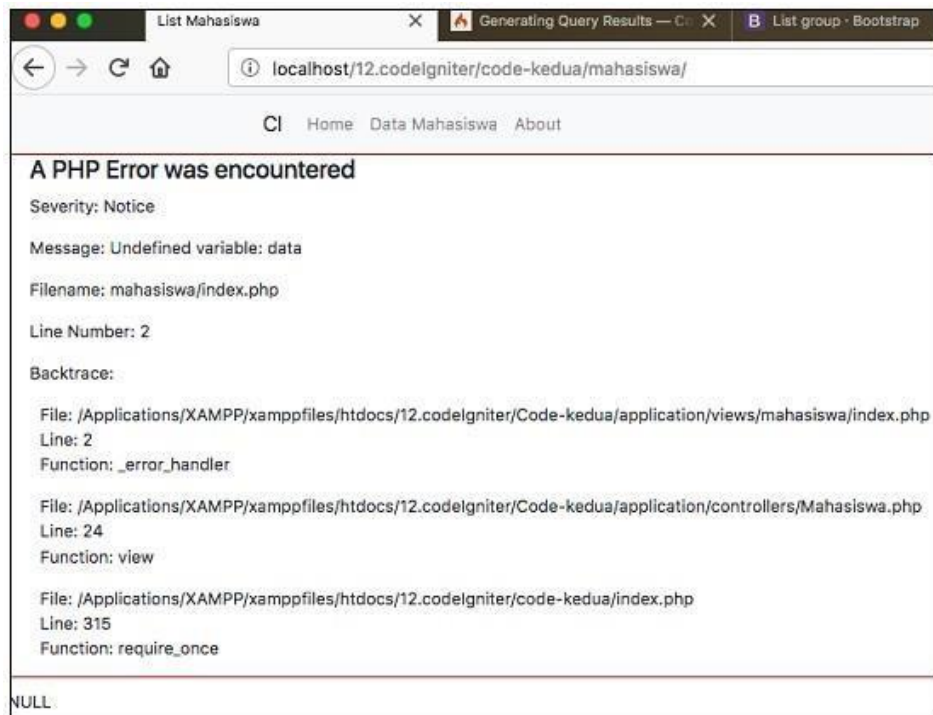 List Mahasiswa
Generating Query Results — Co
B List group · Bootstrap
localhost/12.codeIgniter/code-kedua/mahasiswa/
CI Home Data Mahasiswa About
A PHP Error was encountered
Severity: Notice
Message: Undefined variable: data
Filename: mahasiswa/index.php
Line Number: 2
Backtrace:
File: /Applications/XAMPP/xamppfiles/htdocs/12.codeIgniter/Code-kedua/application/views/mahasiswa/index.php
Line: 2
Function: _error_handler
File: /Applications/XAMPP/xamppfiles/htdocs/12.codeIgniter/Code-kedua/application/controllers/Mahasiswa.php
Line: 24
Function: view
File: /Applications/XAMPP/xamppfiles/htdocs/12.codeIgniter/code-kedua/index.php
Line: 315
Function: require_once
NULL